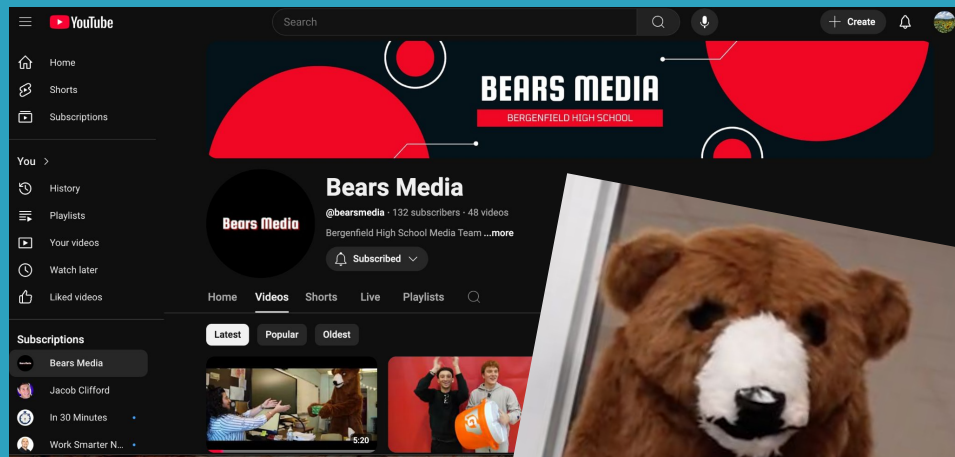 YouTube
Search
Create
Home
Shorts
Subscriptions
You
History
Playlists
Your videos
Watch later
Liked videos
Subscriptions
Bears Media
Jacob Clifford
In 30 Minutes
Work Smarter N...
BEARS MEDIA
BERGENFIELD HIGH SCHOOL
Bears Media
Bears Media
@bearsmedia · 132 subscribers · 48 videos
Bergenfield High School Media Team ...more
Subscribed
Home Videos Shorts Live Playlists
Latest Popular Oldest
5:20